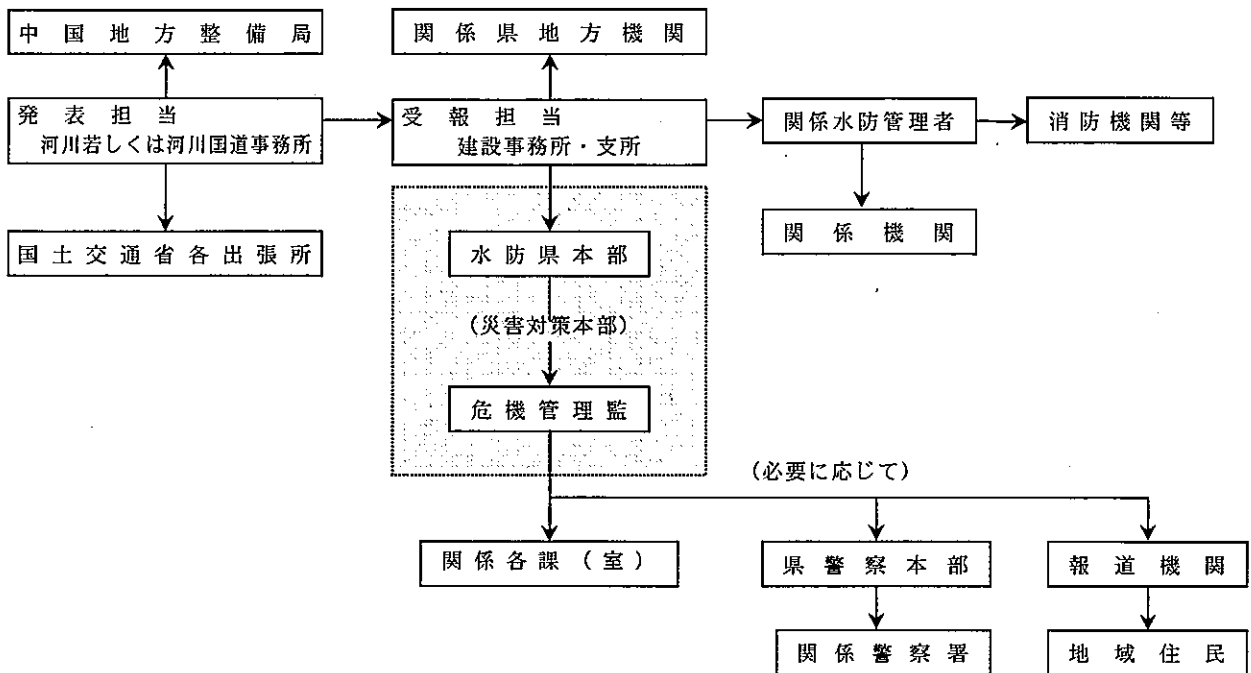 中国地方整備局
関係県地方機関
発表担当
河川若しくは河川国道事務所
受報担当
建設事務所・支所
関係水防管理者
消防機関等
国土交通省各出張所
水防県本部
関係機関
(災害対策本部)
危機管理監
(必要に応じて)
関係各課(室)
県警察本部
報道機関
関係警察署
地域住民